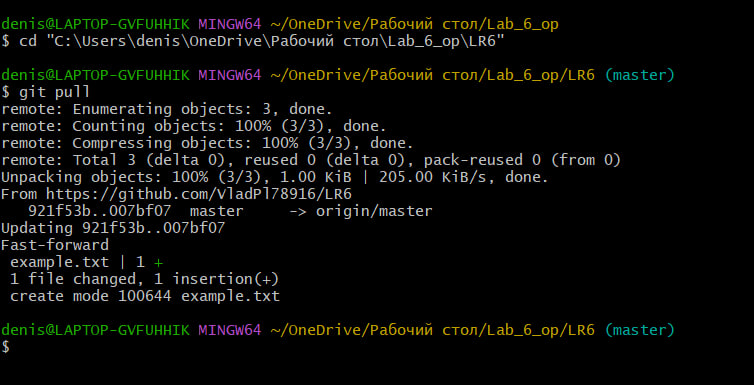 denis@LAPTOP-GVFUHHIK MINGW64 ~/OneDrive/Рабочий стол/Lab_6_op
$ cd "C:\Users\denis\OneDrive\Рабочий стол\Lab_6_op\LR6"
denis@LAPTOP-GVFUHHIK MINGW64 ~/OneDrive/Рабочий стол/Lab_6_op/LR6 (master)
$ git pull
remote: Enumerating objects: 3, done.
remote: Counting objects: 100% (3/3), done.
remote: Compressing objects: 100% (3/3), done.
remote: Total 3 (delta 0), reused 0 (delta 0), pack-reused 0 (from 0)
Unpacking objects: 100% (3/3), 1.00 KiB | 205.00 KiB/s, done.
From https://github.com/VladPl78916/LR6
   921f53b..007bf07  master     -> origin/master
Updating 921f53b..007bf07
Fast-forward
 example.txt | 1 +
 1 file changed, 1 insertion(+)
 create mode 100644 example.txt
denis@LAPTOP-GVFUHHIK MINGW64 ~/OneDrive/Рабочий стол/Lab_6_op/LR6 (master)
$